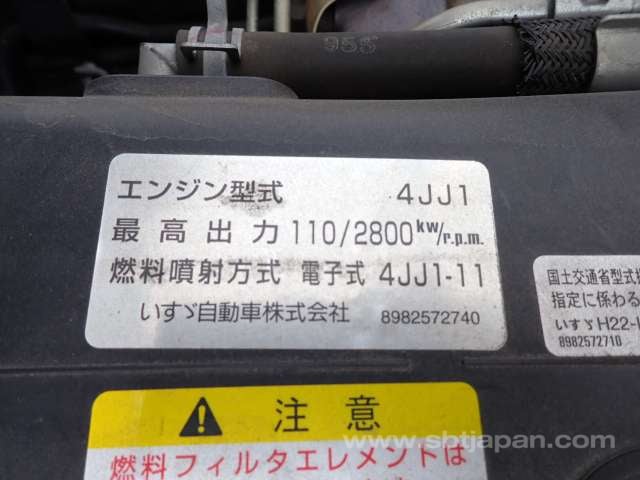 955
エンジン型式 4JJ1
最高出力 110/2800kw/r.p.m.
燃料噴射方式 電子式 4JJ1-11
いすゞ自動車株式会社 8982572740
国土交通省型式指
指定に係わる
いすゞH22-
8982572710
注意
燃料フィルタエレメントは
www.sbtjapan.com